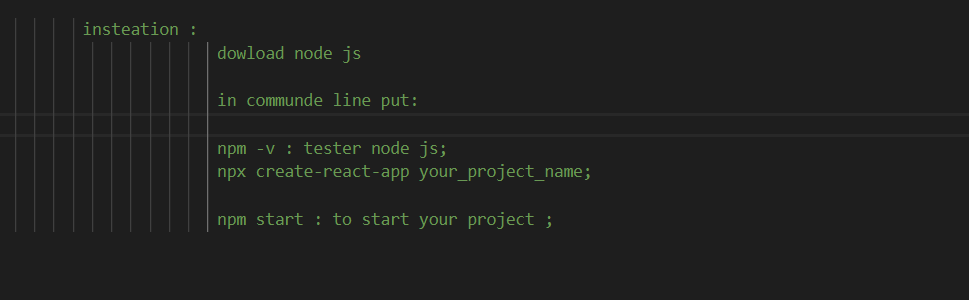 insteation :
dowload node js
in communde line put:
npm -v : tester node js;
npx create-react-app your_project_name;
npm start : to start your project ;